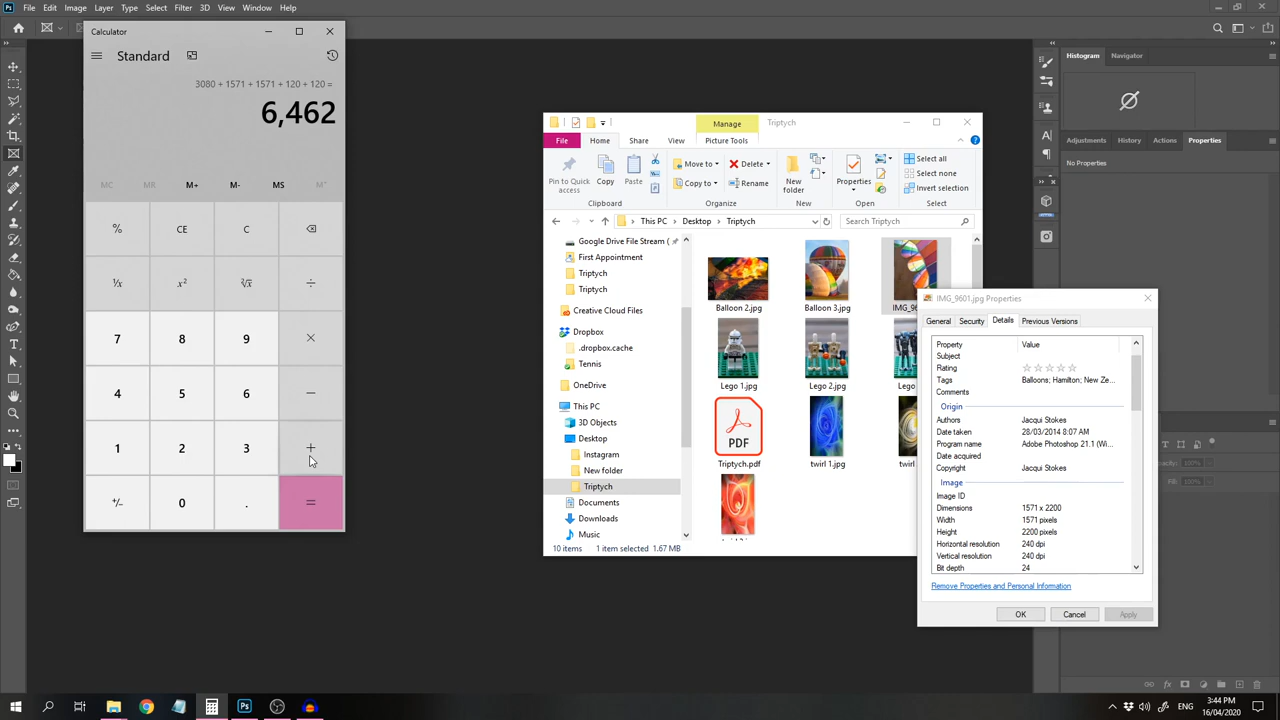 File Edit Image Layer Type Select Filter 3D View Window Help
Calculator
Standard
3080 + 1571 + 1571 + 120 + 120 =
6,462
MC MR M+ M- MS M˅
% CE C
¹/x x² ²√x ÷
7 8 9 ×
4 5 6 −
1 2 3 +
+/− 0 . =
Manage
Triptych
File Home Share View Picture Tools
Pin to Quick access
Copy
Paste
Move to
Copy to
Delete
Rename
New folder
Properties
Select all
Select none
Invert selection
Clipboard Organize New Open Select
This PC Desktop Triptych
Search Triptych
Google Drive File Stream (
First Appointment
Triptych
Triptych
Creative Cloud Files
Dropbox
.dropbox.cache
Tennis
OneDrive
This PC
3D Objects
Desktop
Instagram
New folder
Triptych
Documents
Downloads
Music
Balloon 2.jpg
Balloon 3.jpg
IMG_96
Lego 1.jpg
Lego 2.jpg
Lego
PDF
Triptych.pdf
twirl 1.jpg
twirl
10 items 1 item selected 1.67 MB
IMG_9601.jpg Properties
General Security Details Previous Versions
Property Value
Subject
Rating
Tags Balloons; Hamilton; New Ze...
Comments
Origin
Authors Jacqui Stokes
Date taken 28/03/2014 8:07 AM
Program name Adobe Photoshop 21.1 (Wi...
Date acquired
Copyright Jacqui Stokes
Image
Image ID
Dimensions 1571 x 2200
Width 1571 pixels
Height 2200 pixels
Horizontal resolution 240 dpi
Vertical resolution 240 dpi
Bit depth 24
Remove Properties and Personal Information
OK Cancel Apply
Histogram Navigator
Adjustments History Actions Properties
No Properties
100%
Fill: 100%
3:44 PM
16/04/2020